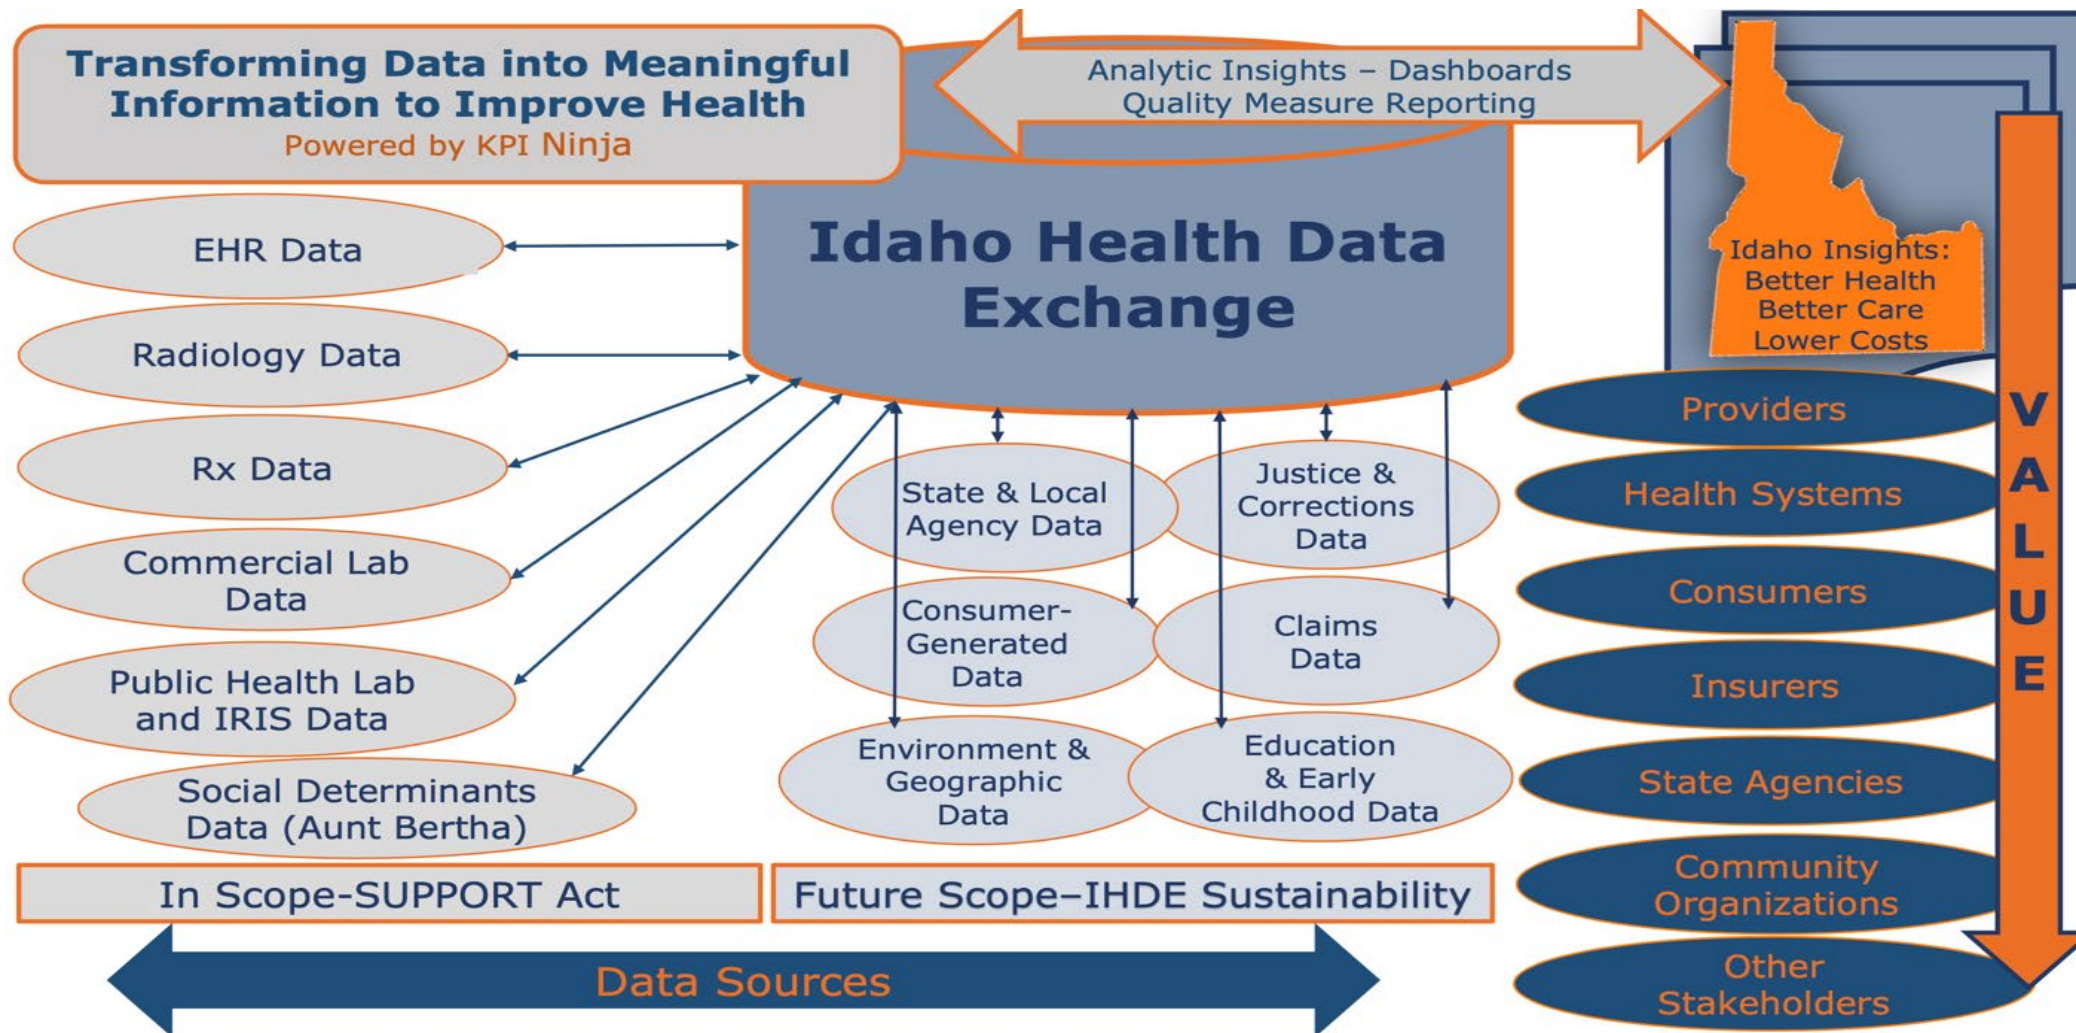 Transforming Data into Meaningful
Information to Improve Health
Powered by KPI Ninja
Analytic Insights – Dashboards
Quality Measure Reporting
Idaho Health Data
Exchange
Idaho Insights:
Better Health
Better Care
Lower Costs
EHR Data
Radiology Data
Rx Data
Commercial Lab
Data
Public Health Lab
and IRIS Data
Social Determinants
Data (Aunt Bertha)
State & Local
Agency Data
Justice &
Corrections
Data
Consumer-
Generated
Data
Claims
Data
Environment &
Geographic
Data
Education
& Early
Childhood Data
In Scope-SUPPORT Act
Future Scope–IHDE Sustainability
Data Sources
Providers
Health Systems
Consumers
Insurers
State Agencies
Community
Organizations
Other
Stakeholders
VALUE